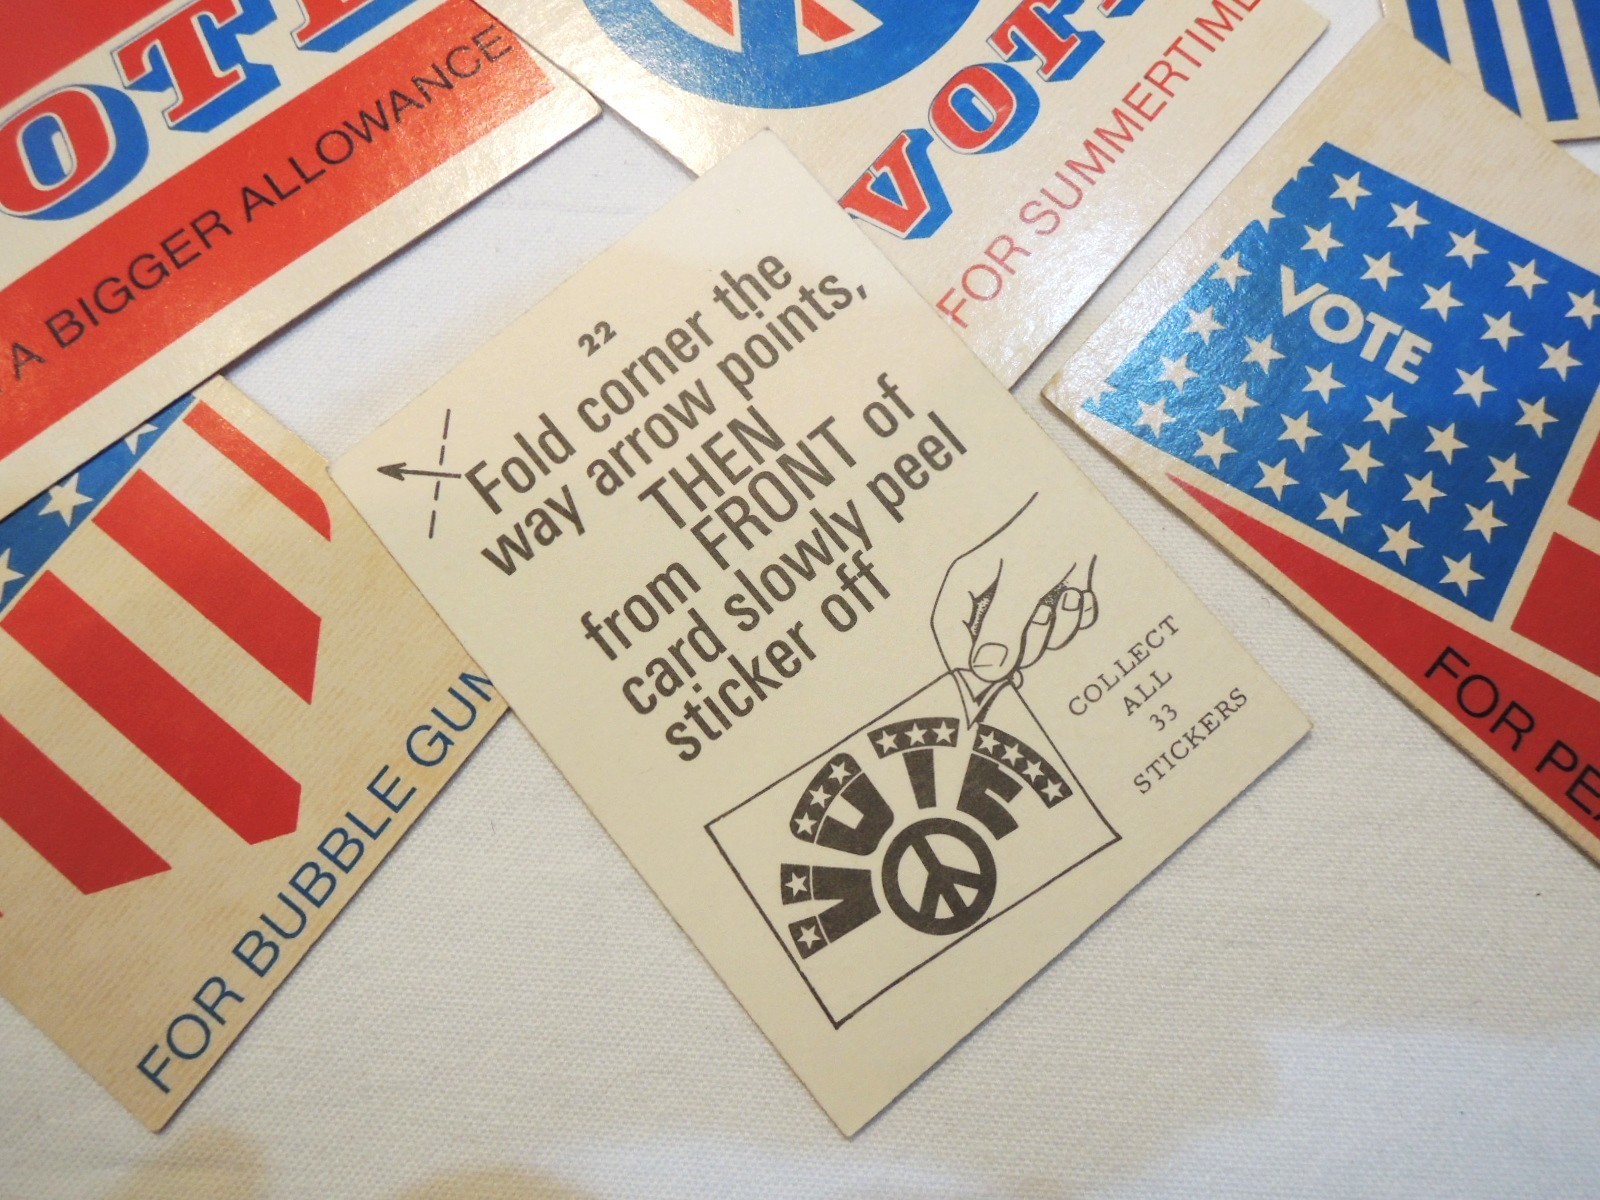 VOTE
A BIGGER ALLOWANCE
VOTE
FOR SUMMERTIME
VOTE
FOR
FOR BUBBLE GUM
22
Fold corner the
way arrow points,
THEN
from FRONT of
card slowly peel
sticker off
COLLECT
ALL
33
STICKERS
VOTE